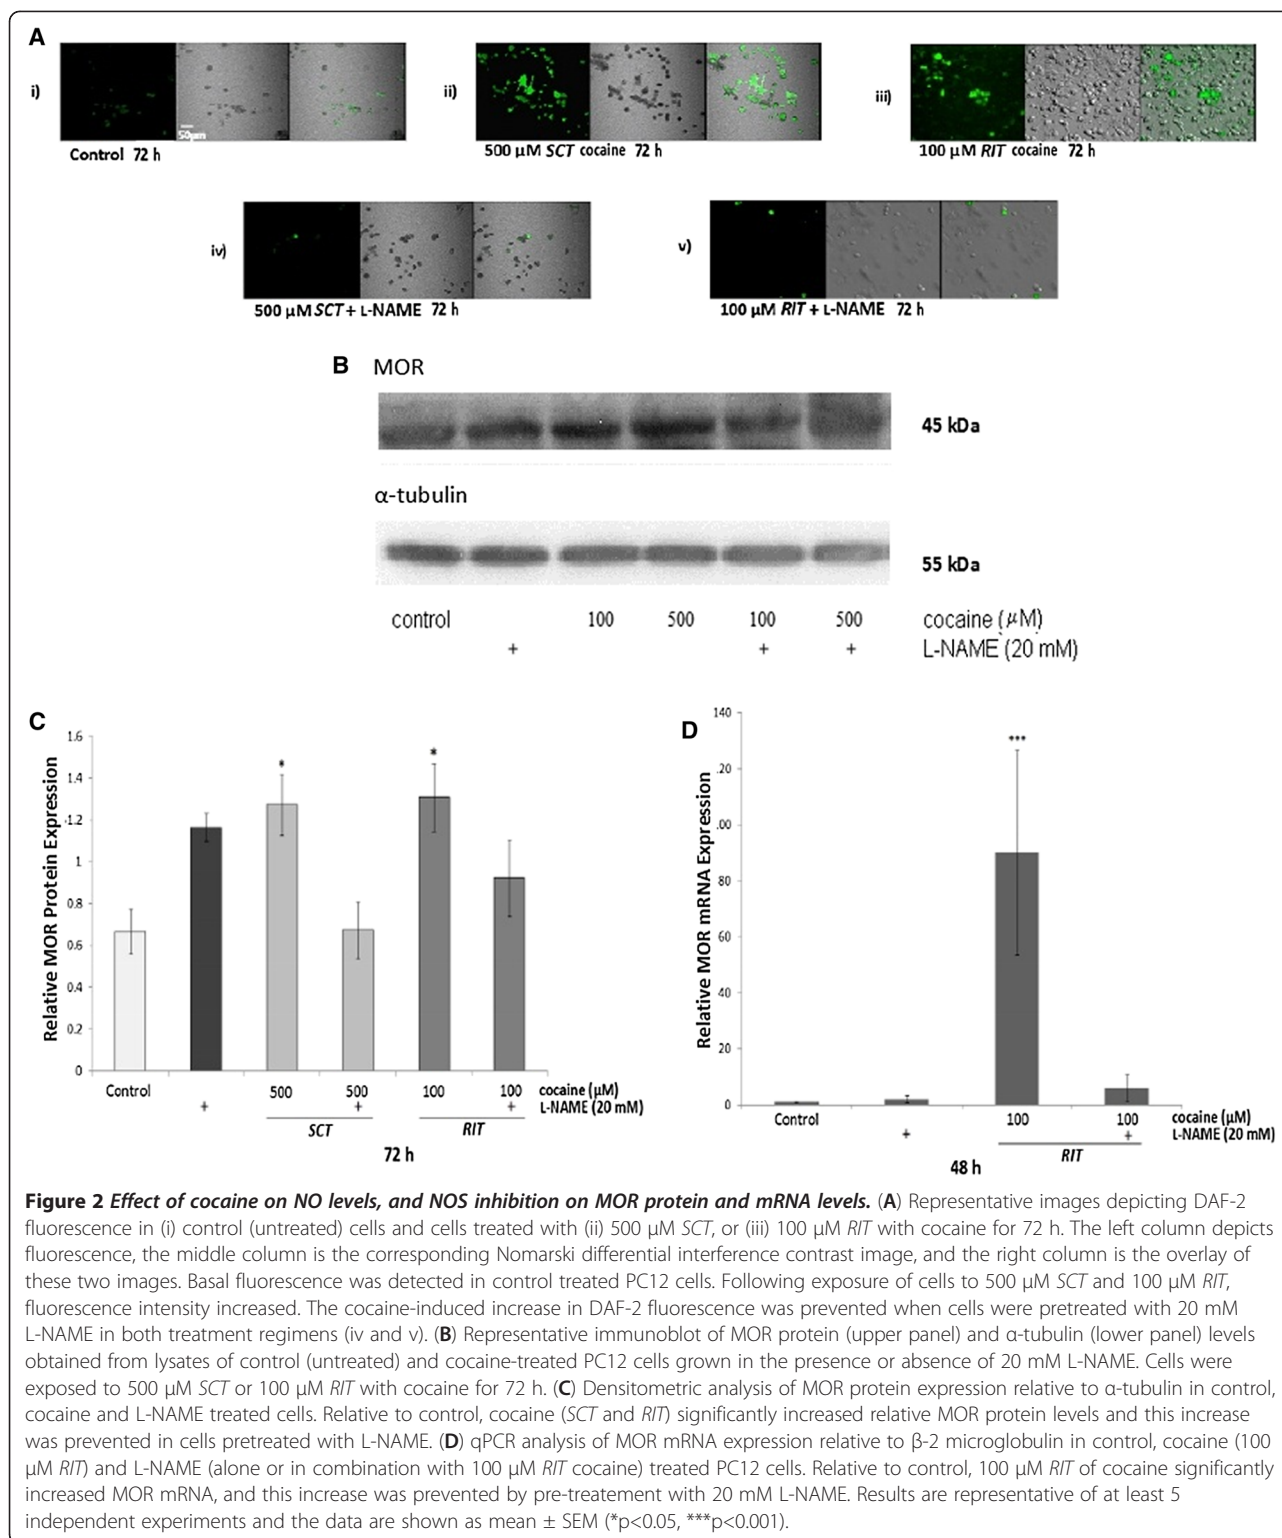 A
i)
50µm
Control 72 h
ii)
500 µM SCT cocaine 72 h
iii)
100 µM RIT cocaine 72 h
iv)
500 µM SCT + L-NAME 72 h
v)
100 µM RIT + L-NAME 72 h
B MOR
45 kDa
α-tubulin
55 kDa
control 100 500 100 500 cocaine (µM)
+ + + L-NAME (20 mM)
C
Relative MOR Protein Expression
1.6
1.4
1.2
1
0.8
0.6
0.4
0.2
0
* *
Control 500 500 100 100 cocaine (µM)
+ + + L-NAME (20 mM)
SCT RIT
72 h
D
Relative MOR mRNA Expression
140
.20
.00
80
60
40
20
0
***
Control 100 100 cocaine (µM)
+ + L-NAME (20 mM)
RIT
48 h
Figure 2 Effect of cocaine on NO levels, and NOS inhibition on MOR protein and mRNA levels. (A) Representative images depicting DAF-2
fluorescence in (i) control (untreated) cells and cells treated with (ii) 500 µM SCT, or (iii) 100 µM RIT with cocaine for 72 h. The left column depicts
fluorescence, the middle column is the corresponding Nomarski differential interference contrast image, and the right column is the overlay of
these two images. Basal fluorescence was detected in control treated PC12 cells. Following exposure of cells to 500 µM SCT and 100 µM RIT,
fluorescence intensity increased. The cocaine-induced increase in DAF-2 fluorescence was prevented when cells were pretreated with 20 mM
L-NAME in both treatment regimens (iv and v). (B) Representative immunoblot of MOR protein (upper panel) and α-tubulin (lower panel) levels
obtained from lysates of control (untreated) and cocaine-treated PC12 cells grown in the presence or absence of 20 mM L-NAME. Cells were
exposed to 500 µM SCT or 100 µM RIT with cocaine for 72 h. (C) Densitometric analysis of MOR protein expression relative to α-tubulin in control,
cocaine and L-NAME treated cells. Relative to control, cocaine (SCT and RIT) significantly increased relative MOR protein levels and this increase
was prevented in cells pretreated with L-NAME. (D) qPCR analysis of MOR mRNA expression relative to β-2 microglobulin in control, cocaine (100
µM RIT) and L-NAME (alone or in combination with 100 µM RIT cocaine) treated PC12 cells. Relative to control, 100 µM RIT of cocaine significantly
increased MOR mRNA, and this increase was prevented by pre-treatement with 20 mM L-NAME. Results are representative of at least 5
independent experiments and the data are shown as mean ± SEM (*p<0.05, ***p<0.001).